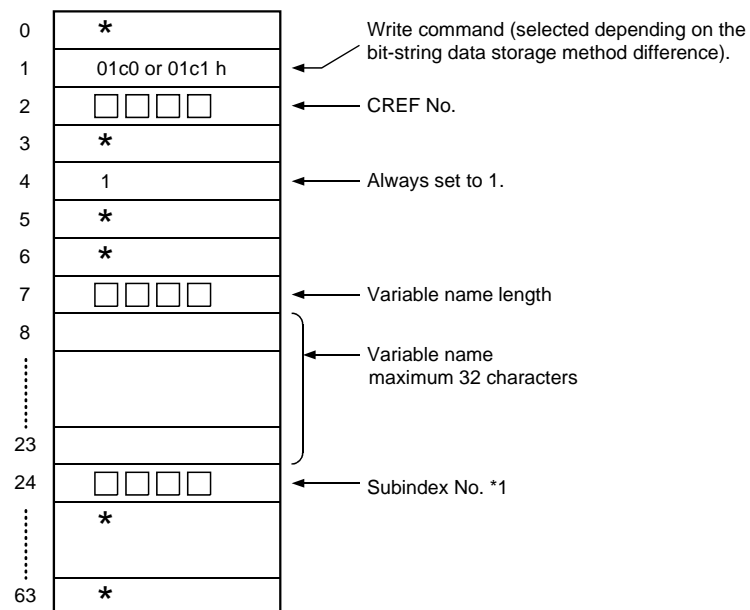 0 *
Write command (selected depending on the
bit-string data storage method difference).
1 01c0 or 01c1 h
2 □□□□ CREF No.
3 *
4 1 Always set to 1.
5 *
6 *
7 □□□□ Variable name length
8
Variable name
maximum 32 characters
23
24 □□□□ Subindex No. *1
*
63 *